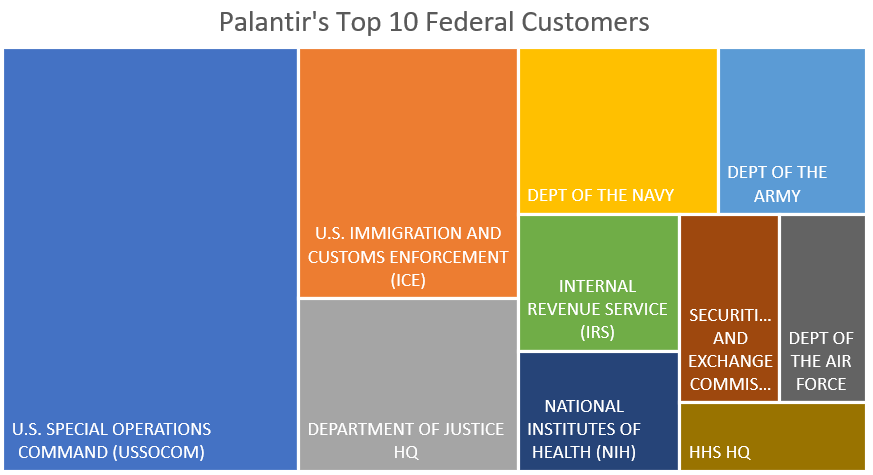 Palantir's Top 10 Federal Customers
U.S. SPECIAL OPERATIONS
COMMAND (USSOCOM)
U.S. IMMIGRATION AND
CUSTOMS ENFORCEMENT
(ICE)
DEPARTMENT OF JUSTICE
HQ
DEPT OF THE NAVY
DEPT OF THE
ARMY
INTERNAL
REVENUE SERVICE
(IRS)
NATIONAL
INSTITUTES OF
HEALTH (NIH)
SECURITI...
AND
EXCHANGE
COMMIS...
DEPT OF
THE AIR
FORCE
HHS HQ